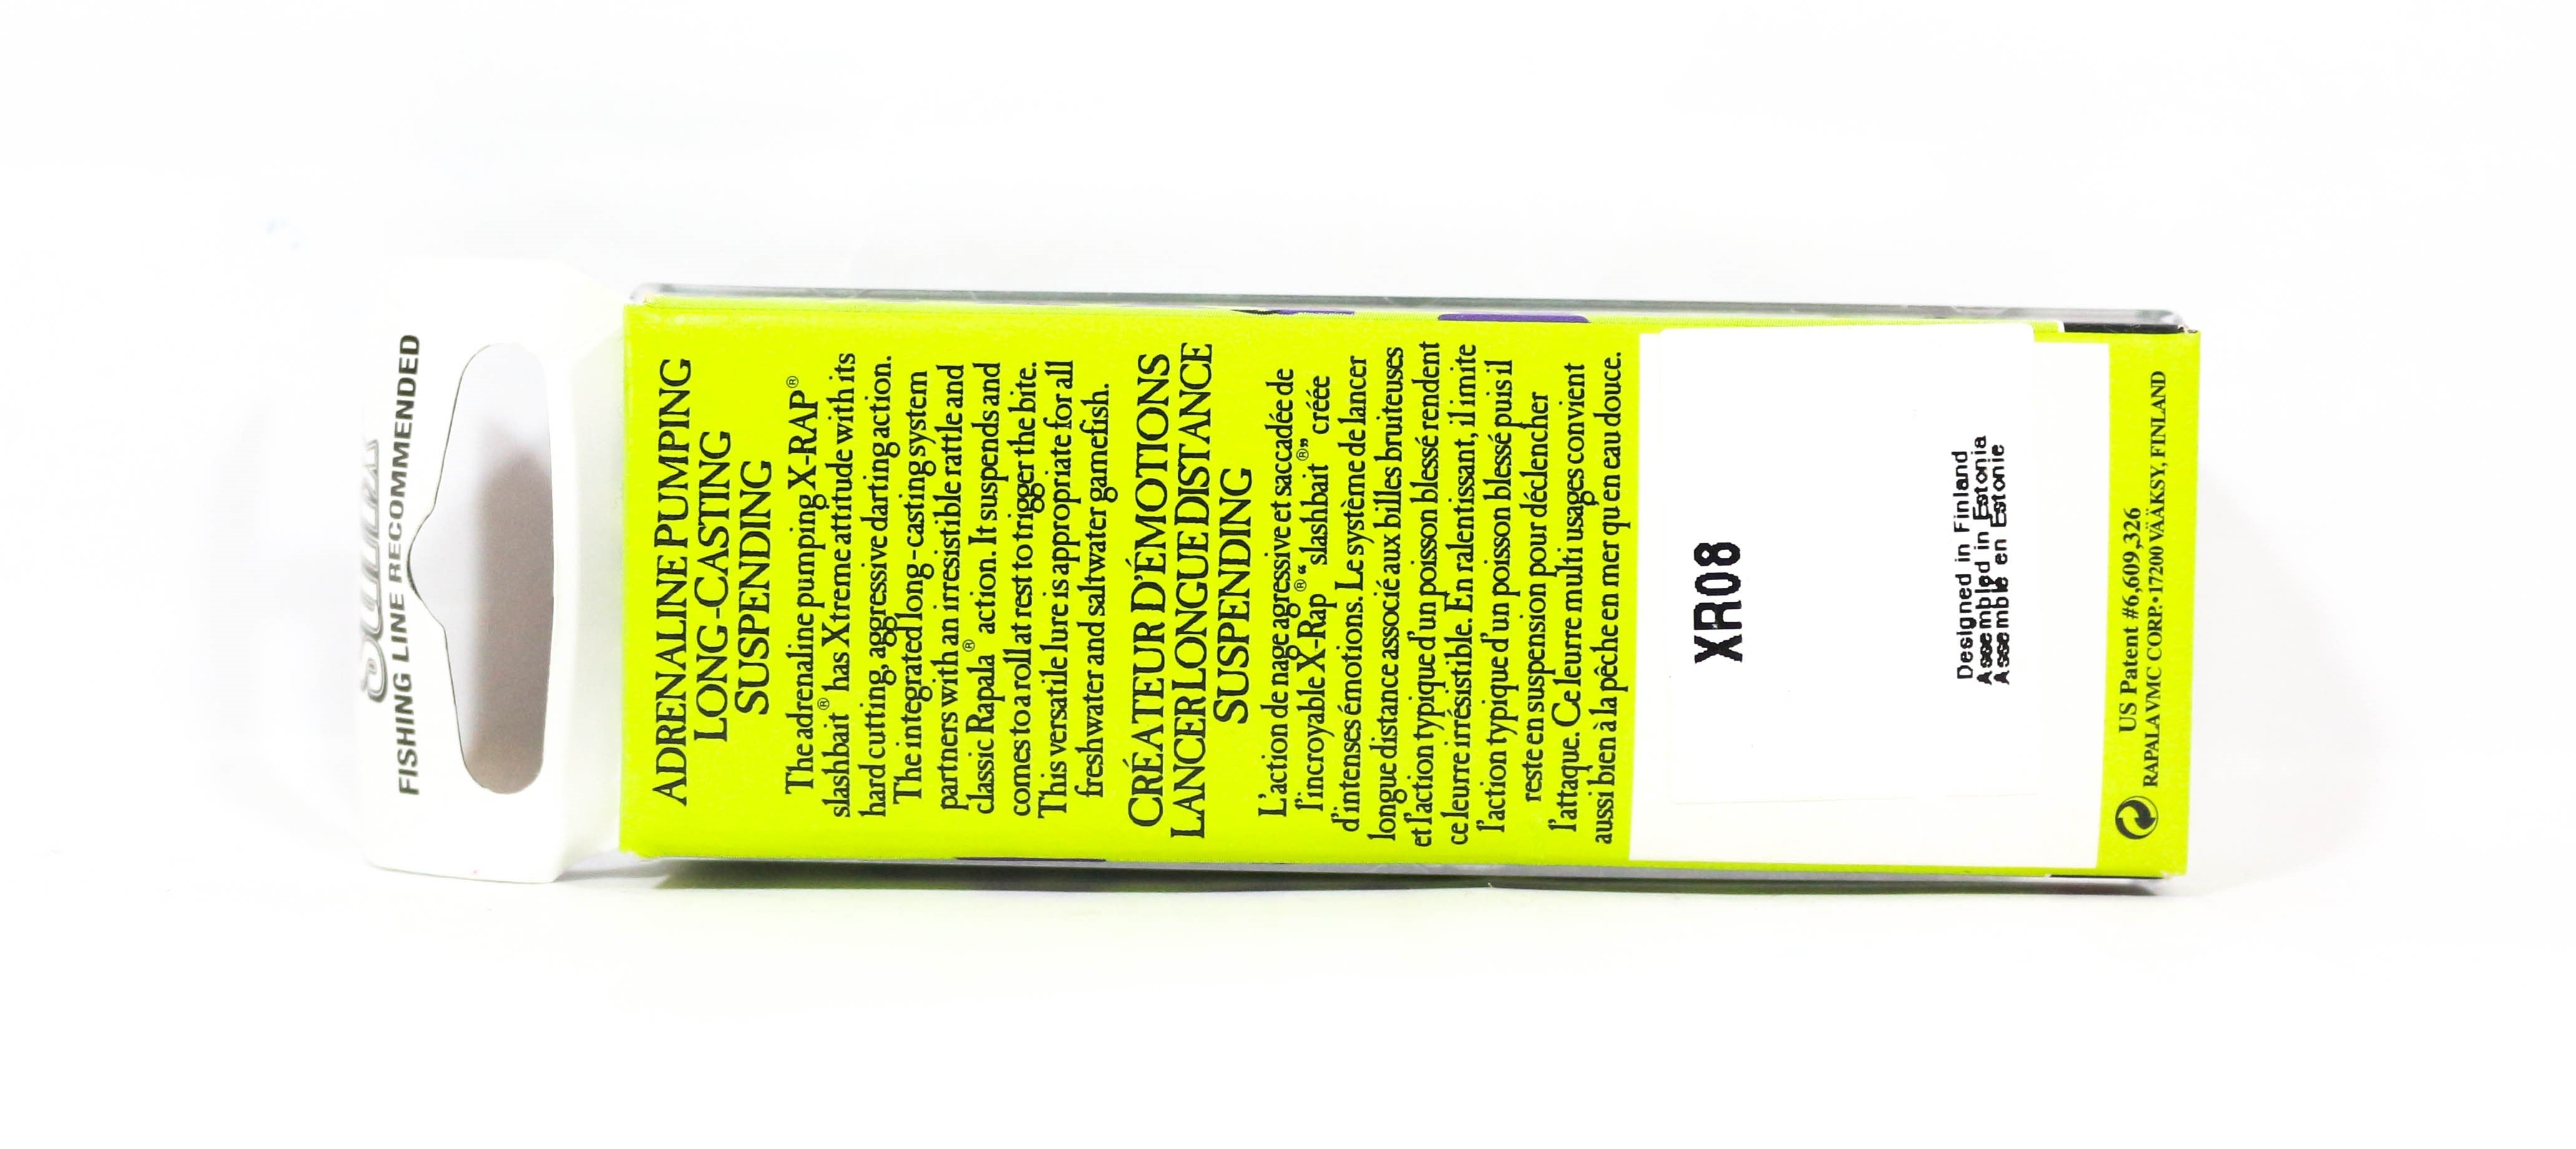 FISHING LINE RECOMMENDED
ADRENALINE PUMPING
LONG-CASTING
SUSPENDING
The adrenaline pumping X-RAP®
slashbait® has Xtreme attitude with its
hard cutting, aggressive darting action.
The integrated long-casting system
partners with an irresistible rattle and
classic Rapala® action. It suspends and
comes to a roll at rest to trigger the bite.
This versatile lure is appropriate for all
freshwater and saltwater gamefish.
CRÉATEUR D'ÉMOTIONS
LANCER LONGUE DISTANCE
SUSPENDING
L'action de nage agressive et saccadée de
l'incroyable X-Rap®“ slashbait®” créée
d'intenses émotions. Le système de lancer
longue distance associé aux billes bruiteuses
et l'action typique d'un poisson blessé rendent
ce leurre irrésistible. En ralentissant, il imite
l'action typique d'un poisson blessé puis il
reste en suspension pour déclencher
l'attaque. Ce leurre multi usages convient
aussi bien à la pêche en mer qu'en eau douce.
XR08
Designed in Finland
Assembled in Estonia
Assemble en Estonie
US Patent #6,609,326
RAPALA VMC CORP. • 17200 VÄÄKSY, FINLAND